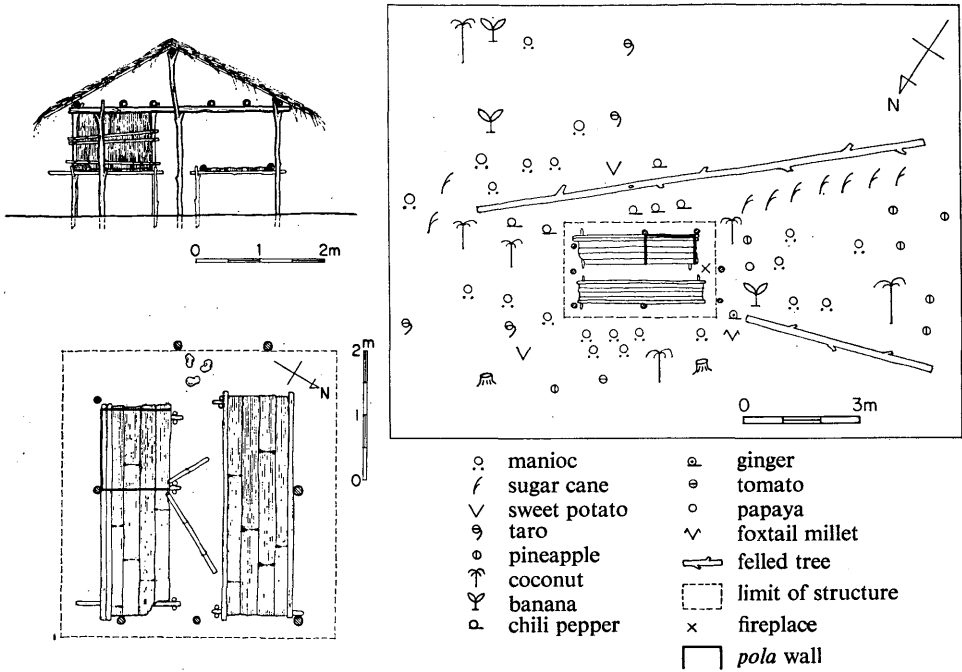 N
0 1 2m
2m
1
0
N
0 3m
manioc
sugar cane
sweet potato
taro
pineapple
coconut
banana
chili pepper
ginger
tomato
papaya
foxtail millet
felled tree
limit of structure
fireplace
pola wall